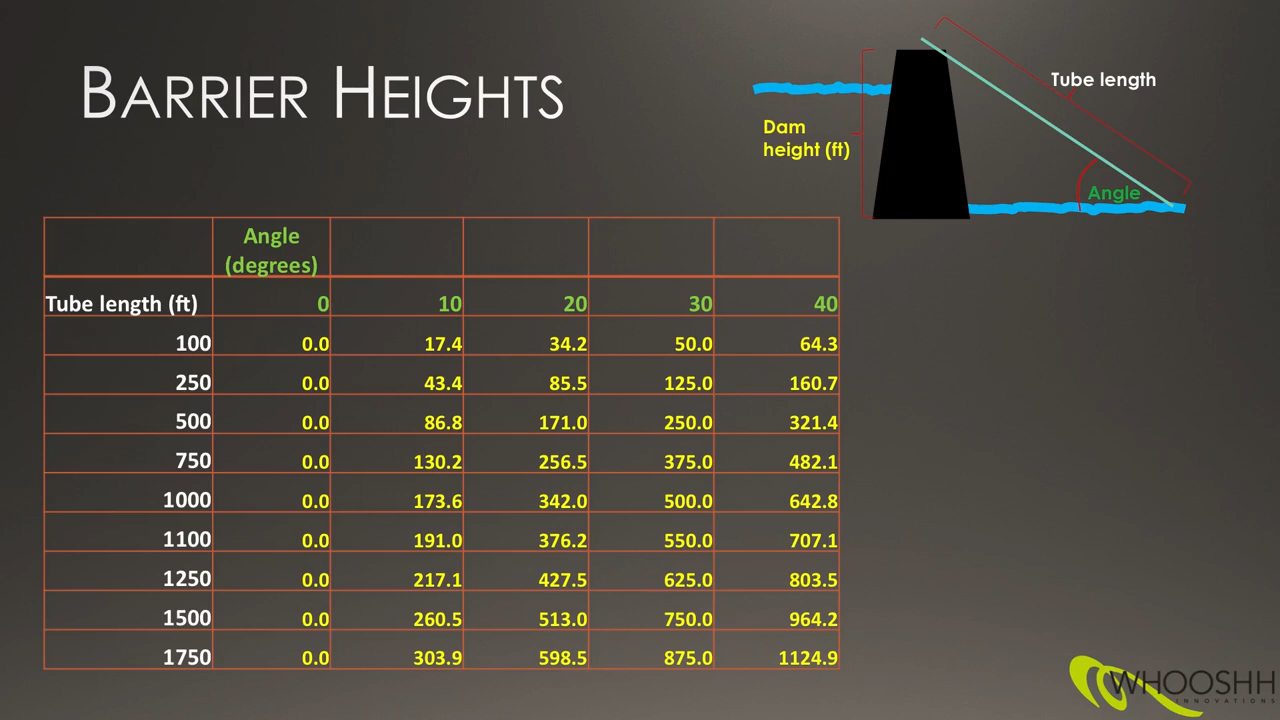 BARRIER HEIGHTS
Tube length
Dam
height (ft)
Angle
Angle
(degrees)
Tube length (ft) 0 10 20 30 40
100 0.0 17.4 34.2 50.0 64.3
250 0.0 43.4 85.5 125.0 160.7
500 0.0 86.8 171.0 250.0 321.4
750 0.0 130.2 256.5 375.0 482.1
1000 0.0 173.6 342.0 500.0 642.8
1100 0.0 191.0 376.2 550.0 707.1
1250 0.0 217.1 427.5 625.0 803.5
1500 0.0 260.5 513.0 750.0 964.2
1750 0.0 303.9 598.5 875.0 1124.9
WHOOSHH
INNOVATIONS